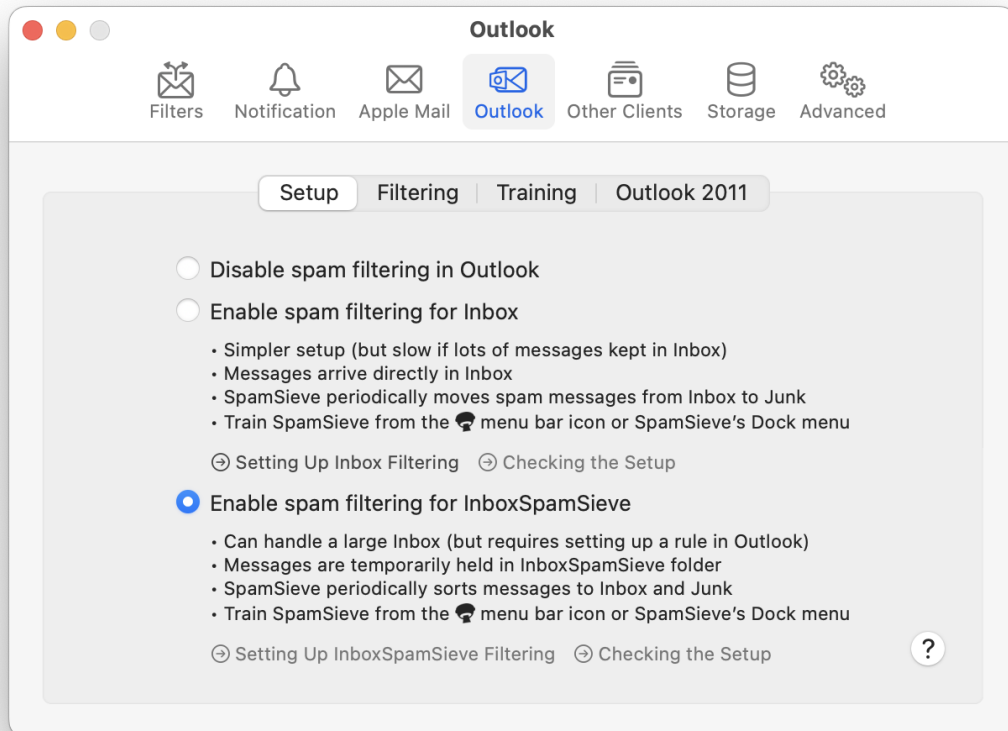 Outlook
Filters
Notification
Apple Mail
Outlook
Other Clients
Storage
Advanced
Setup
Filtering
Training
Outlook 2011
Disable spam filtering in Outlook
Enable spam filtering for Inbox
• Simpler setup (but slow if lots of messages kept in Inbox)
• Messages arrive directly in Inbox
• SpamSieve periodically moves spam messages from Inbox to Junk
• Train SpamSieve from the menu bar icon or SpamSieve’s Dock menu
Setting Up Inbox Filtering
Checking the Setup
Enable spam filtering for InboxSpamSieve
• Can handle a large Inbox (but requires setting up a rule in Outlook)
• Messages are temporarily held in InboxSpamSieve folder
• SpamSieve periodically sorts messages to Inbox and Junk
• Train SpamSieve from the menu bar icon or SpamSieve’s Dock menu
Setting Up InboxSpamSieve Filtering
Checking the Setup
?